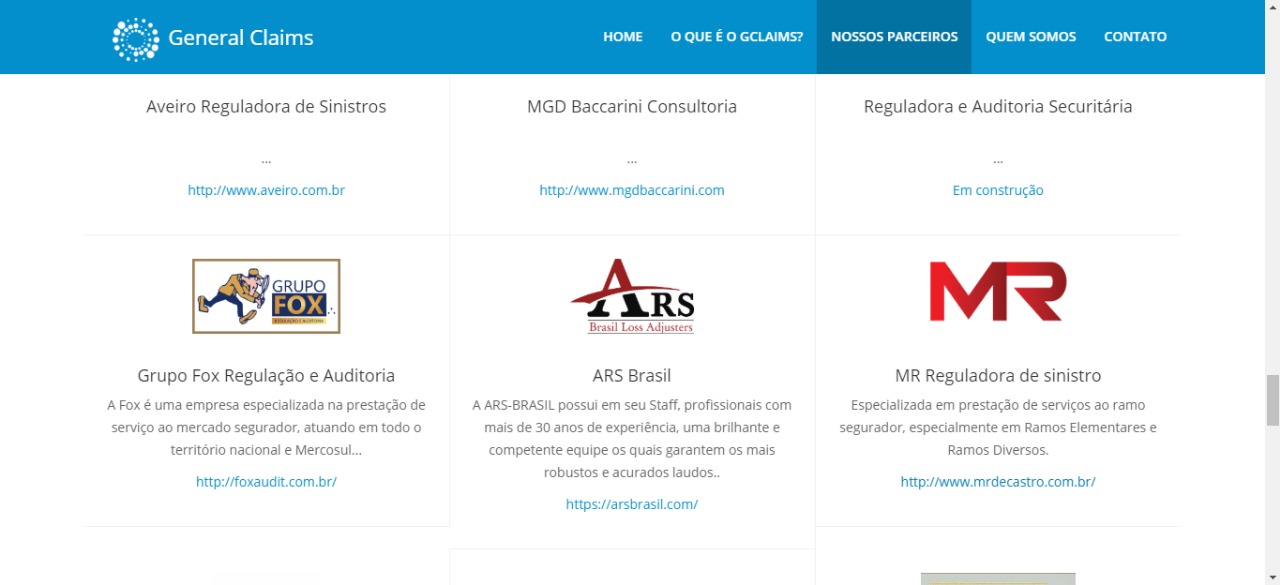 General Claims
HOME
O QUE É O GCLAIMS?
NOSSOS PARCEIROS
QUEM SOMOS
CONTATO
Aveiro Reguladora de Sinistros
...
http://www.aveiro.com.br
MGD Baccarini Consultoria
...
http://www.mgdbaccarini.com
Reguladora e Auditoria Securitária
...
Em construção
GRUPO
FOX
REGULAÇÃO E AUDITORIA
Grupo Fox Regulação e Auditoria
A Fox é uma empresa especializada na prestação de
serviço ao mercado segurador, atuando em todo o
território nacional e Mercosul...
http://foxaudit.com.br/
ARS
Brasil Loss Adjusters
ARS Brasil
A ARS-BRASIL possui em seu Staff, profissionais com
mais de 30 anos de experiência, uma brilhante e
competente equipe os quais garantem os mais
robustos e acurados laudos..
https://arsbrasil.com/
MR
MR Reguladora de sinistro
Especializada em prestação de serviços ao ramo
segurador, especialmente em Ramos Elementares e
Ramos Diversos.
http://www.mrdecastro.com.br/